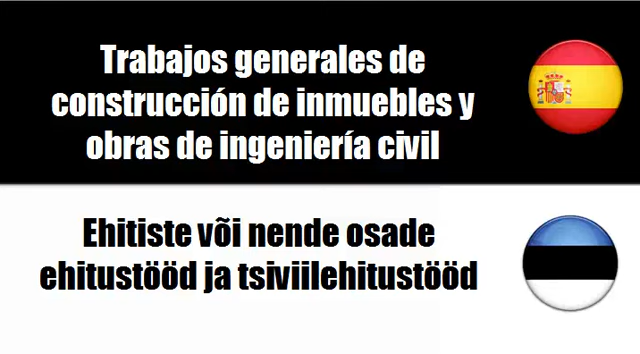 Trabajos generales de
construcción de inmuebles y
obras de ingeniería civil
Ehitiste või nende osade
ehitustööd ja tsiviilehitustööd